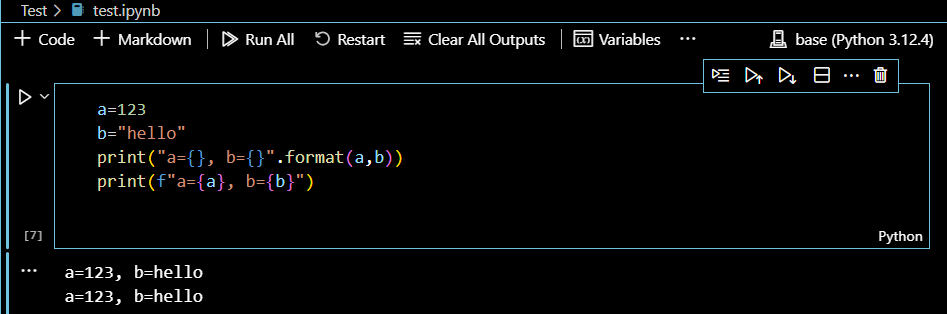 Test > test.ipynb
+ Code + Markdown Run All Restart Clear All Outputs (x) Variables ... base (Python 3.12.4)
a=123
b="hello"
print("a={}, b={}".format(a,b))
print(f"a={a}, b={b}")
[7] Python
a=123, b=hello
a=123, b=hello